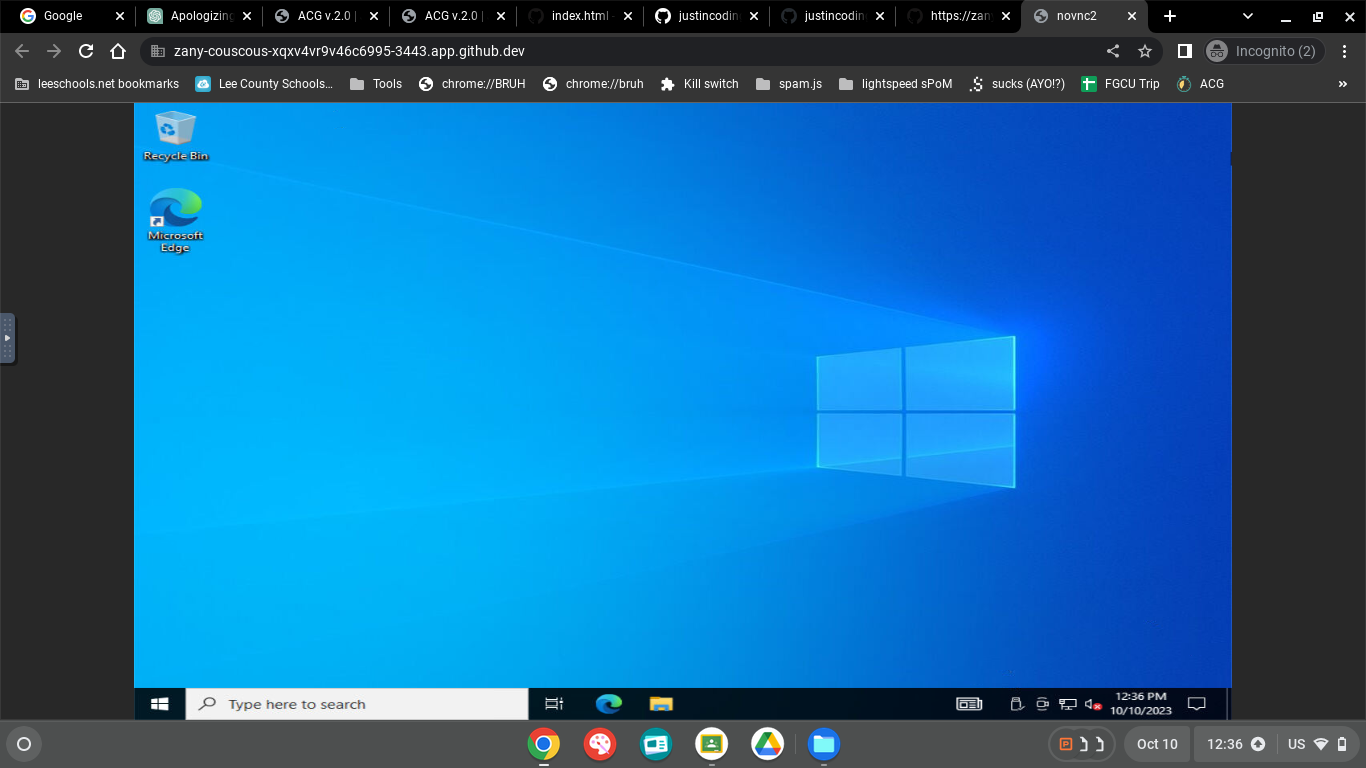 Google
Apologizing
ACG v.2.0 |
ACG v.2.0 |
index.html -
justincoding
justincoding
https://zany
novnc2
zany-couscous-xqxv4vr9v46c6995-3443.app.github.dev
Incognito (2)
leeschools.net bookmarks
Lee County Schools...
Tools
chrome://BRUH
chrome://bruh
Kill switch
spam.js
lightspeed sPoM
sucks (AYO!?)
FGCU Trip
ACG
»
Recycle Bin
Microsoft
Edge
Type here to search
12:36 PM
10/10/2023
Oct 10
12:36
US